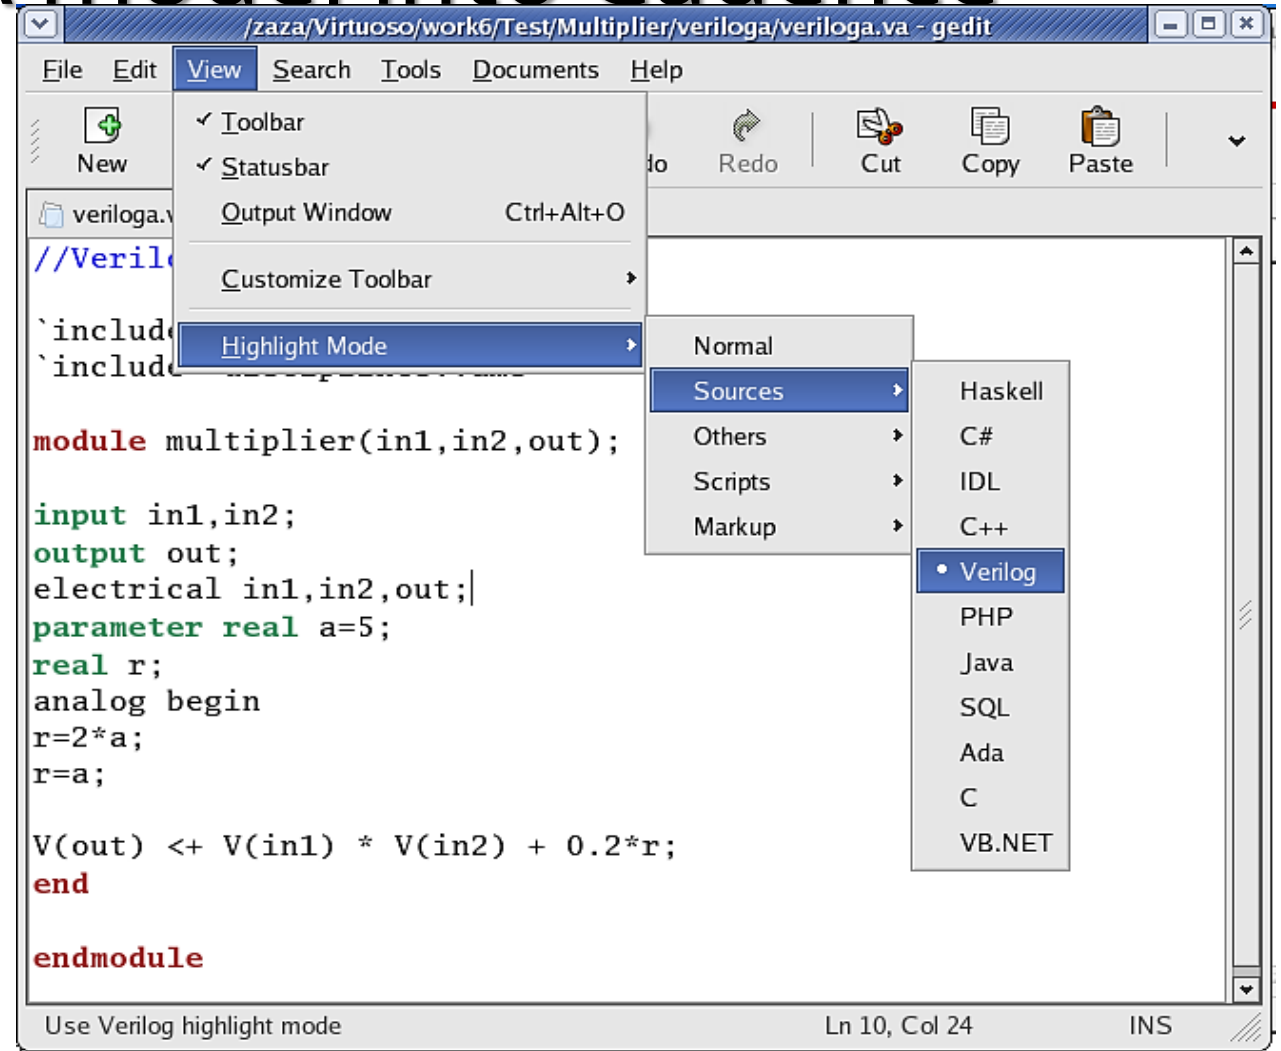 /zaza/Virtuoso/work6/Test/Multiplier/veriloga/veriloga.va - gedit
File Edit View Search Tools Documents Help
New Redo Cut Copy Paste
Toolbar
Statusbar
Output Window Ctrl+Alt+O
Customize Toolbar
Highlight Mode
Normal
Sources
Others
Scripts
Markup
Haskell
C#
IDL
C++
Verilog
PHP
Java
SQL
Ada
C
VB.NET
veriloga.v
//Veril
`include
`include
module multiplier(in1,in2,out);
input in1,in2;
output out;
electrical in1,in2,out;
parameter real a=5;
real r;
analog begin
r=2*a;
r=a;
V(out) <+ V(in1) * V(in2) + 0.2*r;
end
endmodule
Use Verilog highlight mode Ln 10, Col 24 INS